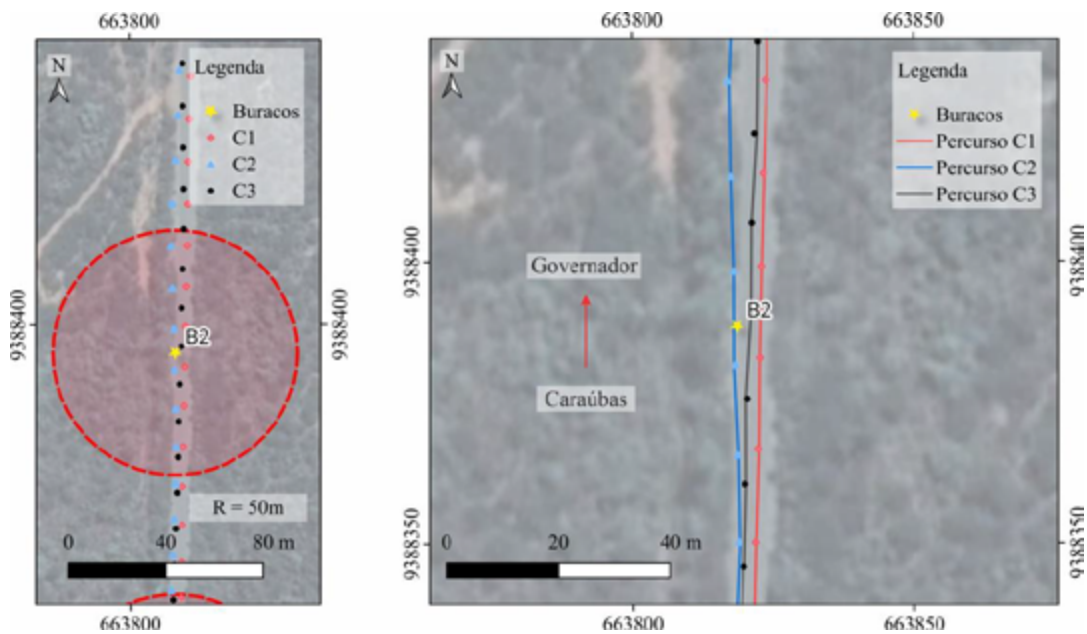 663800
N
Legenda
Buracos
C1
C2
C3
9388400
9388400
B2
R = 50m
0
40
80 m
663800
663800
663850
N
Legenda
Buracos
Percurso C1
Percurso C2
Percurso C3
9388400
9388400
Governador
B2
Caraúbas
9388350
9388350
0
20
40 m
663800
663850